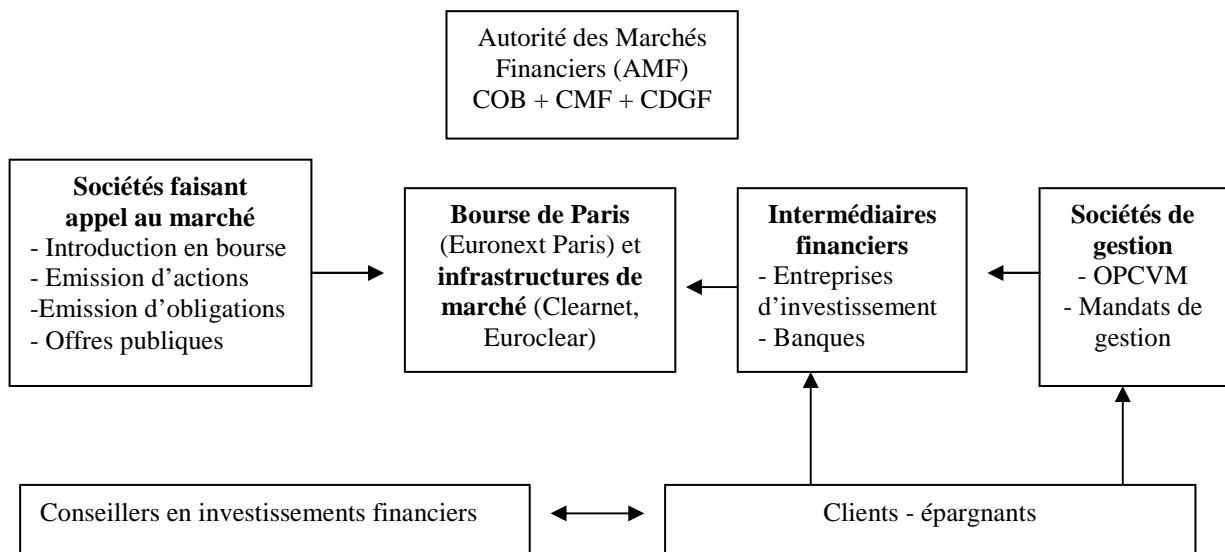 Autorité des Marchés
Financiers (AMF)
COB + CMF + CDGF
Sociétés faisant
appel au marché
- Introduction en bourse
- Emission d’actions
-Emission d’obligations
- Offres publiques
Bourse de Paris
(Euronext Paris) et
infrastructures de
marché (Clearnet,
Euroclear)
Intermédiaires
financiers
- Entreprises
d’investissement
- Banques
Sociétés de
gestion
- OPCVM
- Mandats de
gestion
Conseillers en investissements financiers
Clients - épargnants